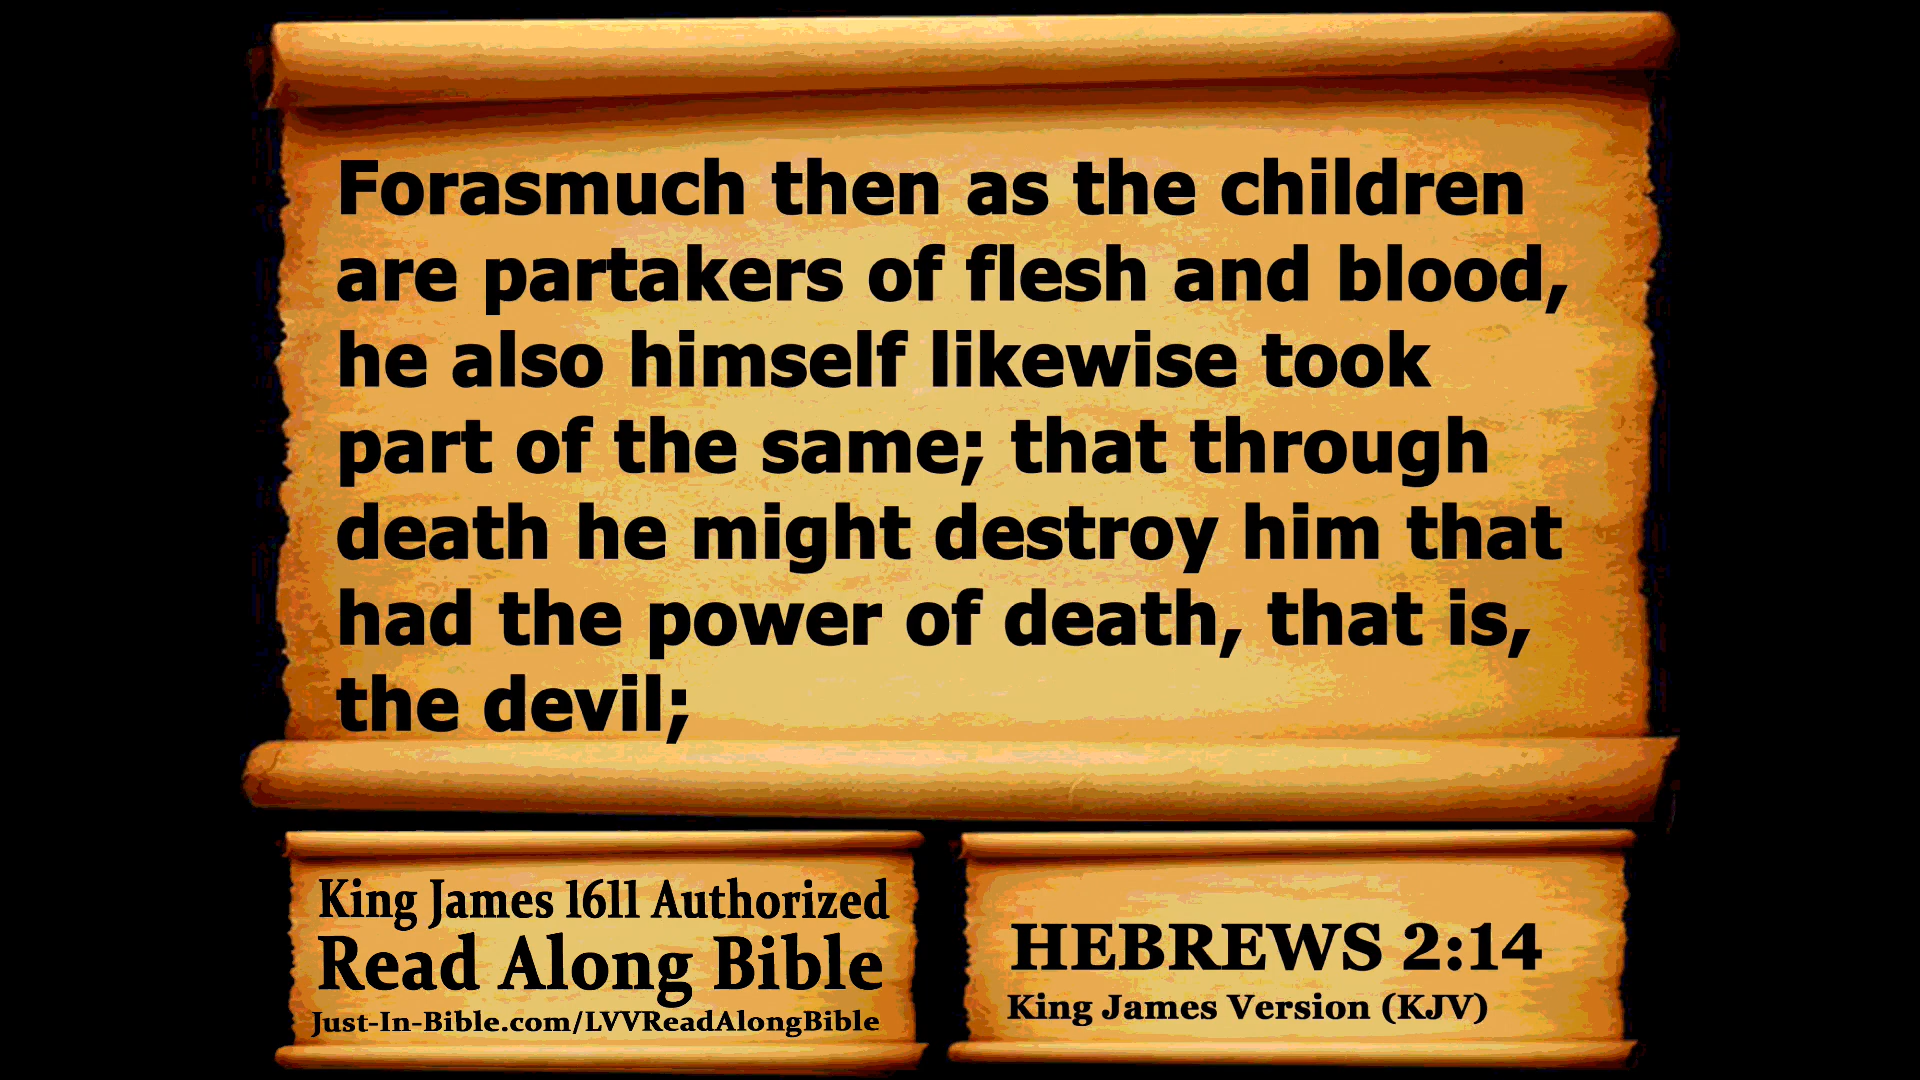 Forasmuch then as the children
are partakers of flesh and blood,
he also himself likewise took
part of the same; that through
death he might destroy him that
had the power of death, that is,
the devil;
King James 1611 Authorized
Read Along Bible
Just-In-Bible.com/LVVReadAlongBible
HEBREWS 2:14
King James Version (KJV)